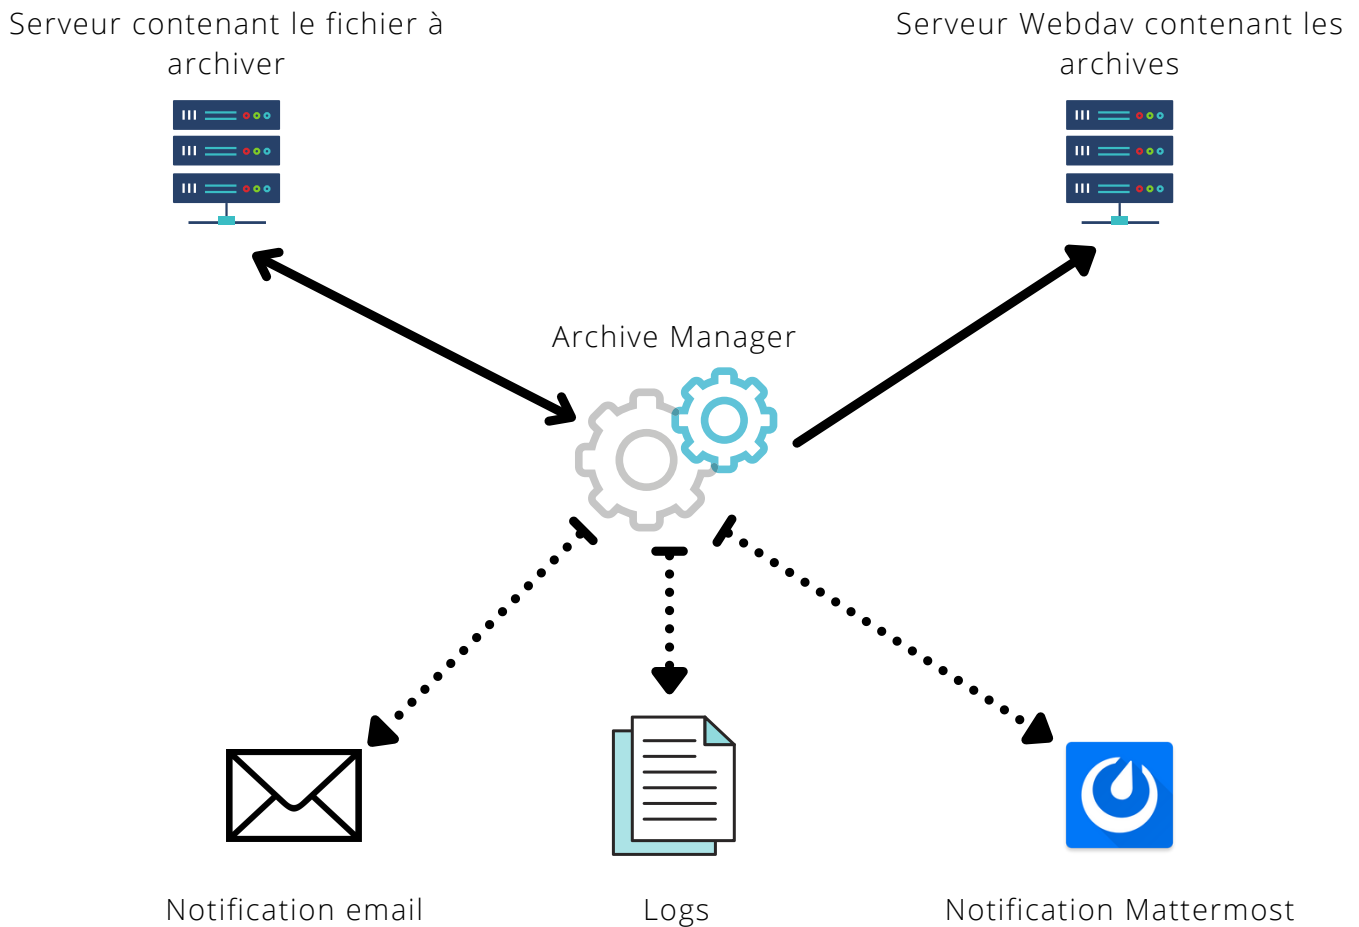 Serveur contenant le fichier à
archiver
Serveur Webdav contenant les
archives
Archive Manager
Notification email
Logs
Notification Mattermost